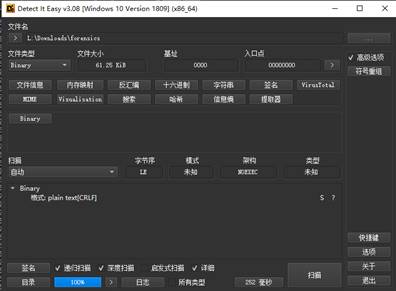 Detect It Easy v3.08 [Windows 10 Version 1809] (x86_64)
文件名
> L:\Downloads\forensics ...
文件类型 文件大小 基址 入口点
Binary 61.25 KiB 0000 00000000 >
高级选项
文件信息 内存映射 反汇编 十六进制 字符串 签名 VirusTotal
符号重组
MIME Visualisation 搜索 哈希 信息熵 提取器
Binary
扫描 字节序 模式 架构 类型
自动 LE 未知 NOEXEC 未知
Binary
格式: plain text[CRLF] S ?
快捷键
签名 递归扫描 深度扫描 启发式扫描 详细
选项
扫描
关于
目录 100% > 日志 所有类型 252 毫秒
退出